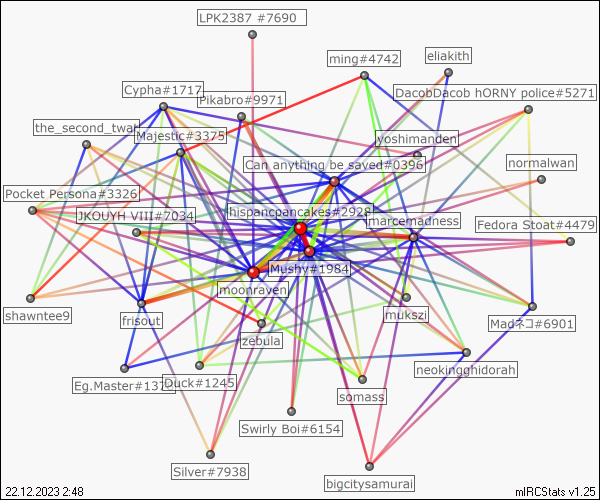 LPK2387 #7690
ming#4742
eliakith
Cypha#1717
Pikabro#9971
DacobDacob hORNY police#5271
the_second_twak
Majestic#3375
yoshimanden
Can anything be saved#0396
normalwan
Pocket Persona#3326
JKOUYH VIII#7034
hispancpancakes#2928
marcemadness
Fedora Stoat#4479
Mushy#1984
moonraven
shawntee9
frisout
mukszi
Madネコ#6901
zebula
neokingghidorah
Eg.Master#137
Duck#1245
somass
Swirly Boi#6154
Silver#7938
bigcitysamurai
22.12.2023 2:48
mIRCStats v1.25